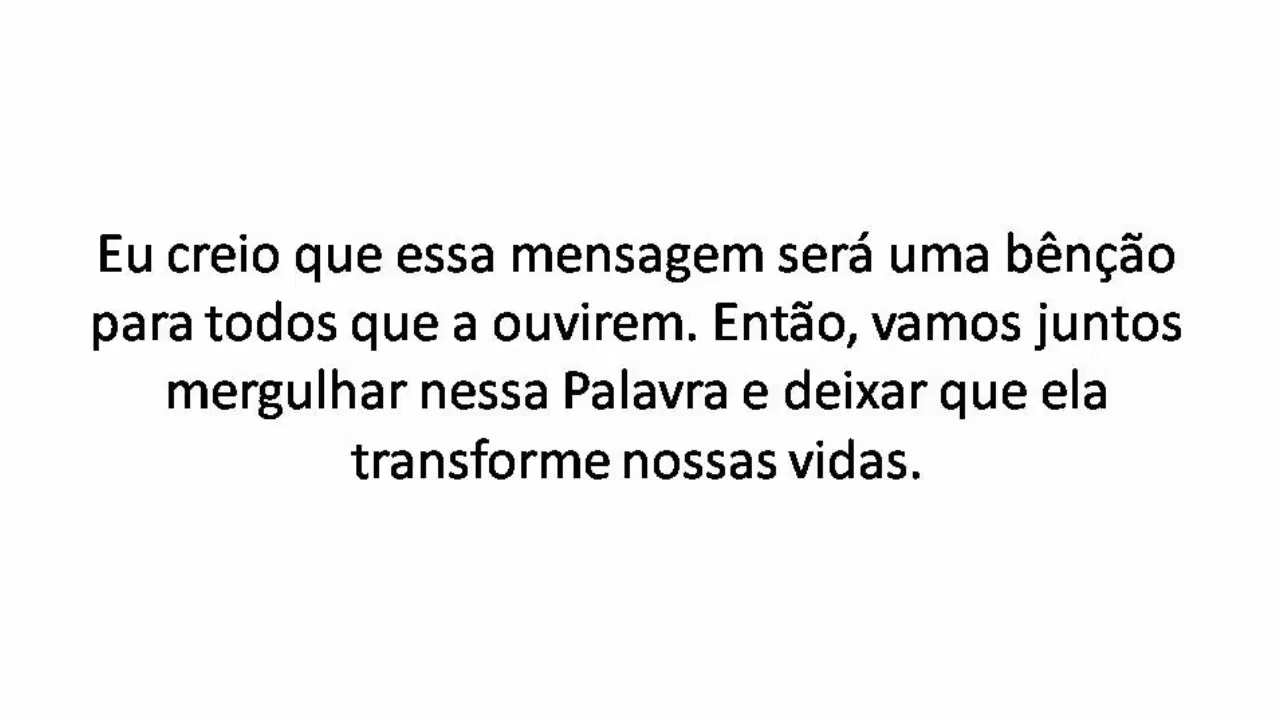 Eu creio que essa mensagem será uma bênção
para todos que a ouvirem. Então, vamos juntos
mergulhar nessa Palavra e deixar que ela
transforme nossas vidas.